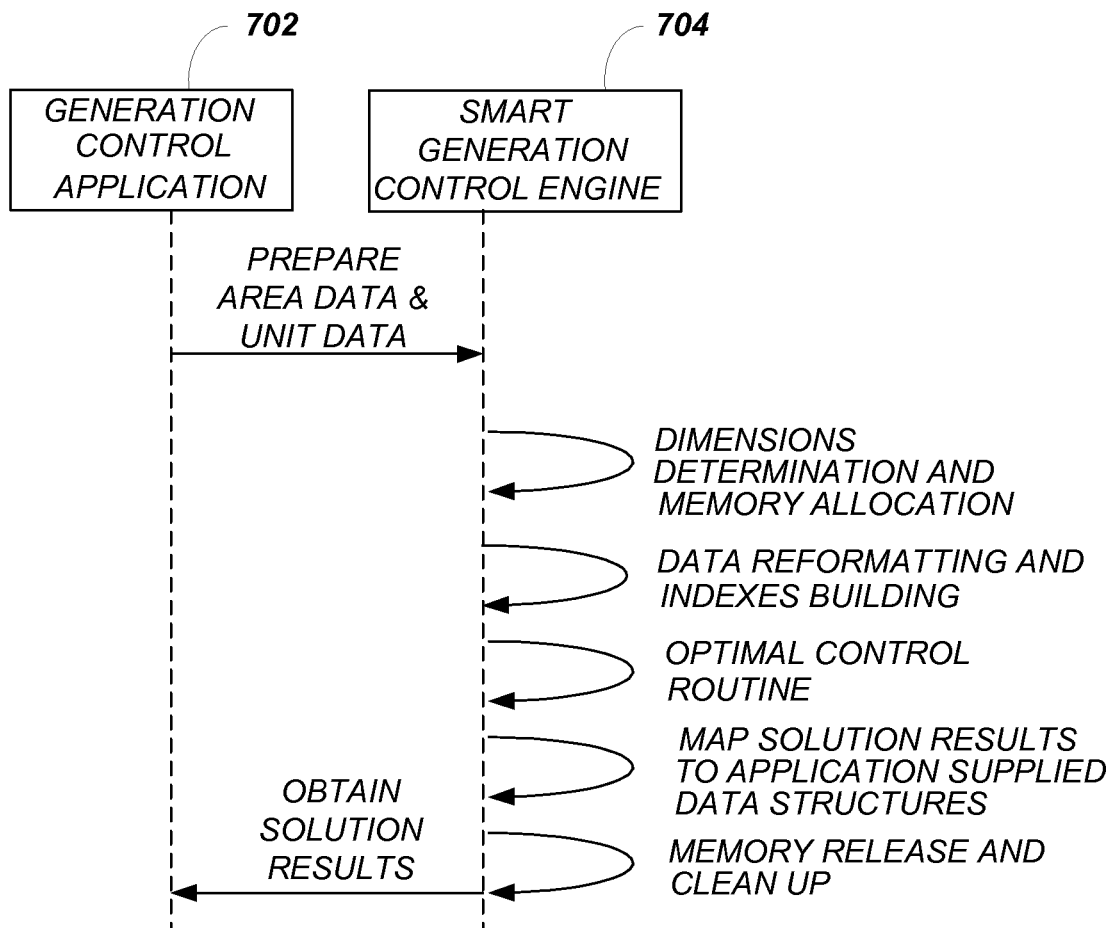 702
704
GENERATION
CONTROL
APPLICATION
SMART
GENERATION
CONTROL ENGINE
PREPARE
AREA DATA &
UNIT DATA
DIMENSIONS
DETERMINATION AND
MEMORY ALLOCATION
DATA REFORMATTING AND
INDEXES BUILDING
OPTIMAL CONTROL
ROUTINE
MAP SOLUTION RESULTS
TO APPLICATION SUPPLIED
DATA STRUCTURES
OBTAIN
SOLUTION
RESULTS
MEMORY RELEASE AND
CLEAN UP